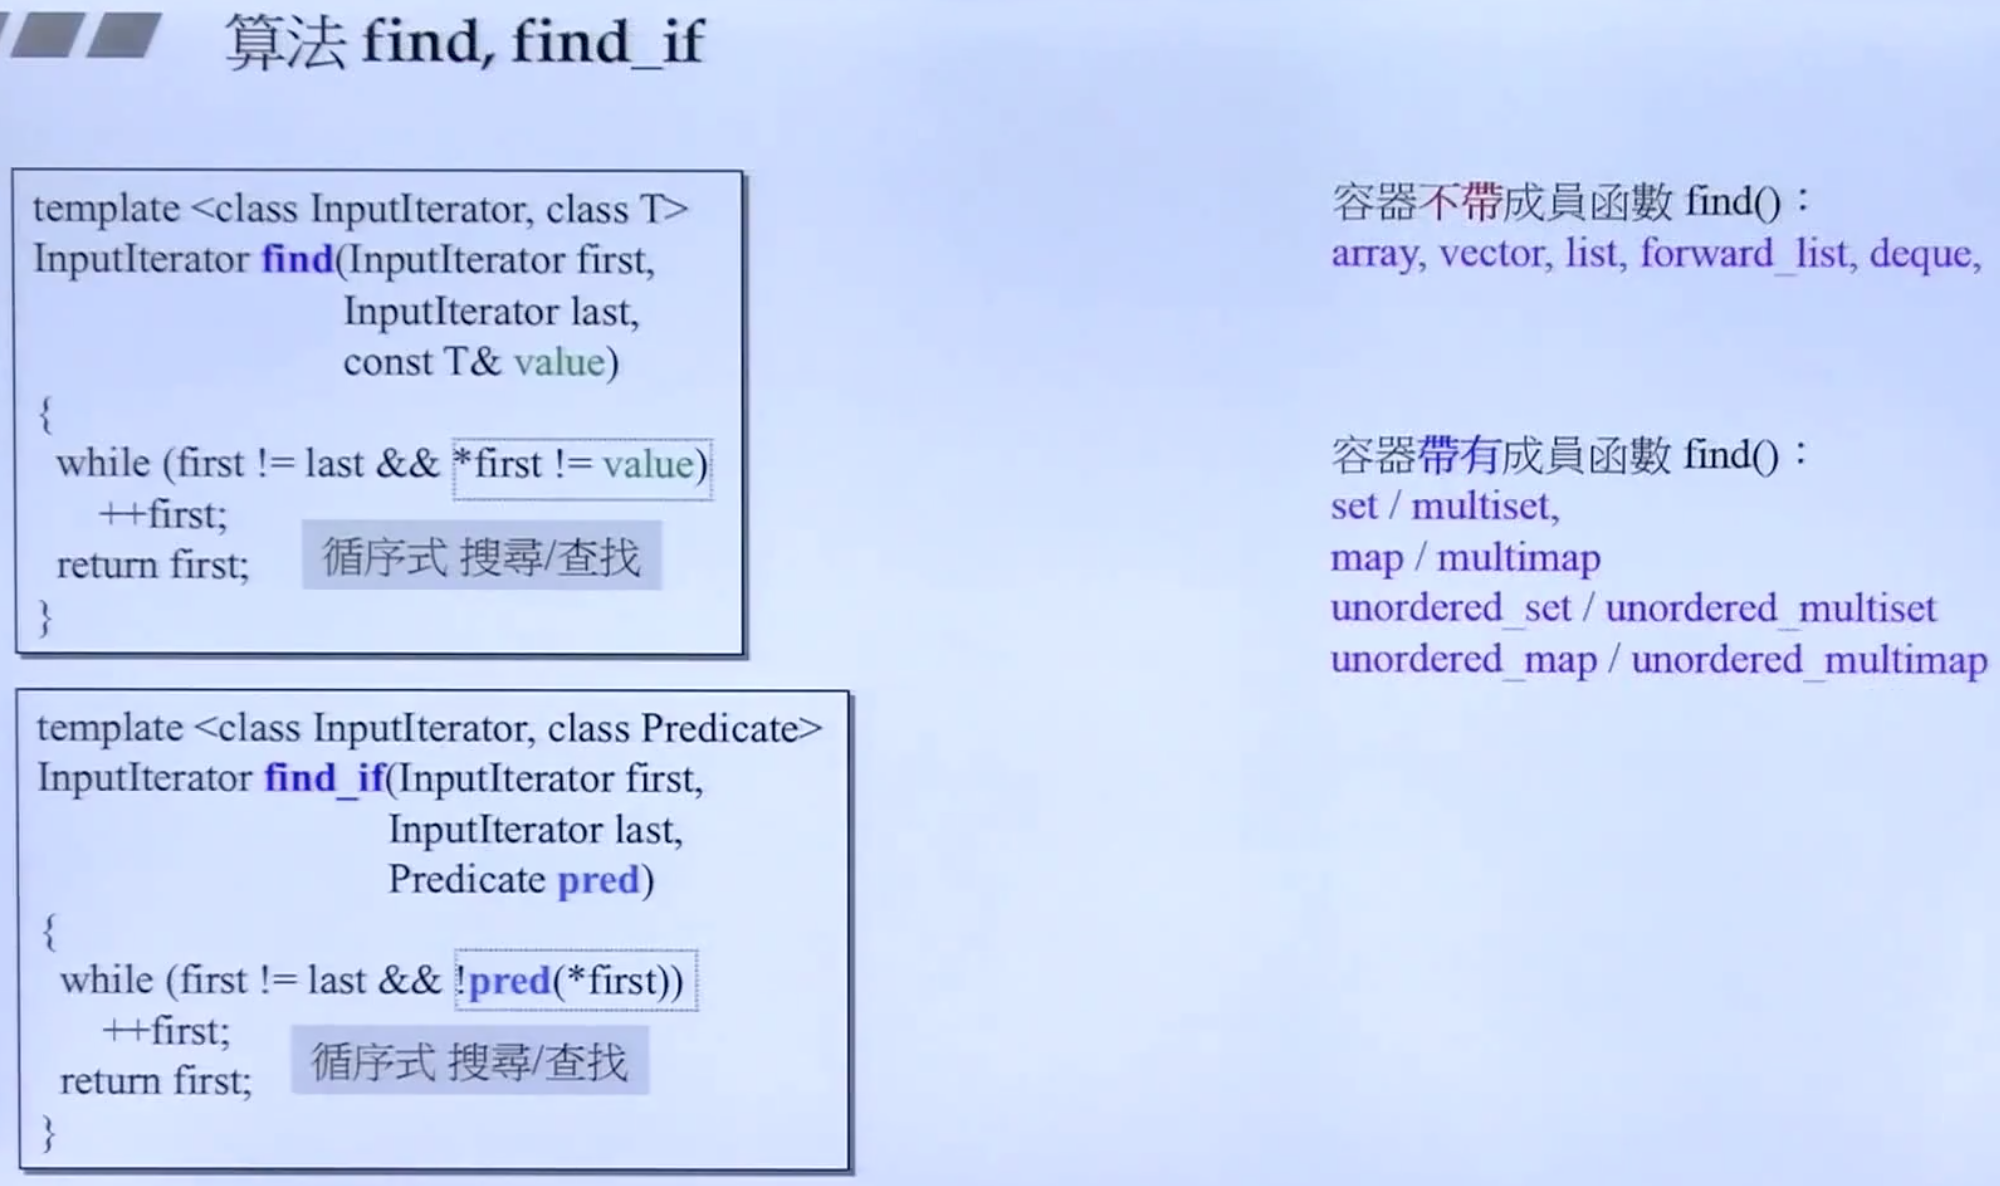 算法 find, find_if
template <class InputIterator, class T>
InputIterator find(InputIterator first,
InputIterator last,
const T& value)
{
while (first != last && *first != value)
++first;
return first;
循序式 搜尋/查找
}
template <class InputIterator, class Predicate>
InputIterator find_if(InputIterator first,
InputIterator last,
Predicate pred)
{
while (first != last && !pred(*first))
++first;
return first;
循序式 搜尋/查找
}
容器不帶成員函數 find()：
array, vector, list, forward_list, deque,
容器帶有成員函數 find()：
set / multiset,
map / multimap
unordered_set / unordered_multiset
unordered_map / unordered_multimap